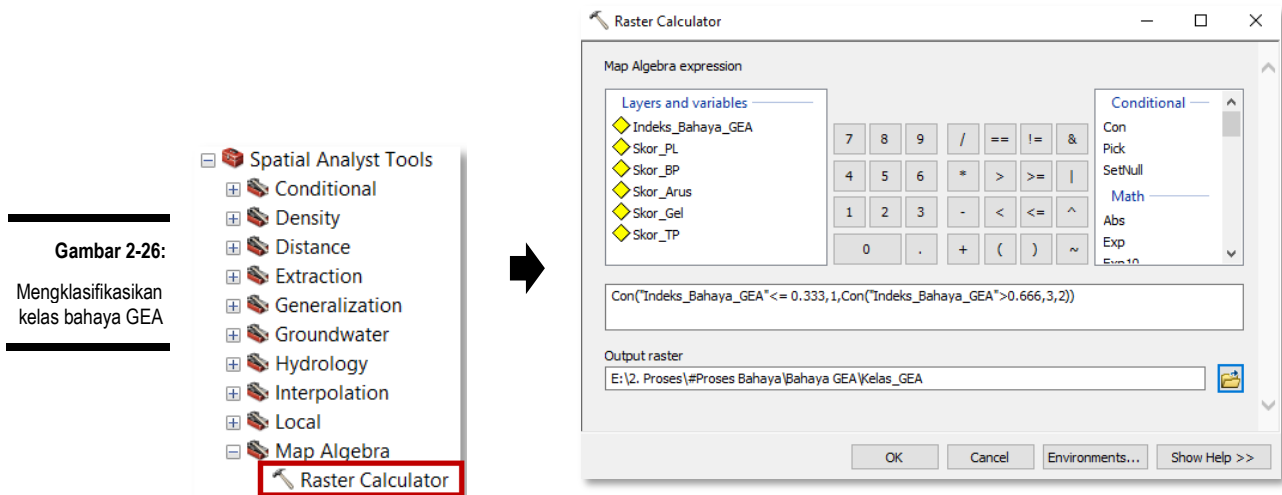 Gambar 2-26:
Mengklasifikasikan
kelas bahaya GEA
Spatial Analyst Tools
Conditional
Density
Distance
Extraction
Generalization
Groundwater
Hydrology
Interpolation
Local
Map Algebra
Raster Calculator
Raster Calculator
Map Algebra expression
Layers and variables
Indeks_Bahaya_GEA
Skor_PL
Skor_BP
Skor_Arus
Skor_Gel
Skor_TP
7 8 9 / == != &
4 5 6 * > >= |
1 2 3 - < <= ^
0 . + ( ) ~
Conditional
Con
Pick
SetNull
Math
Abs
Exp
Exp10
Con("Indeks_Bahaya_GEA"<= 0.333,1,Con("Indeks_Bahaya_GEA">0.666,3,2))
Output raster
E:\2. Proses\#Proses Bahaya\Bahaya GEA\Kelas_GEA
OK Cancel Environments... Show Help >>